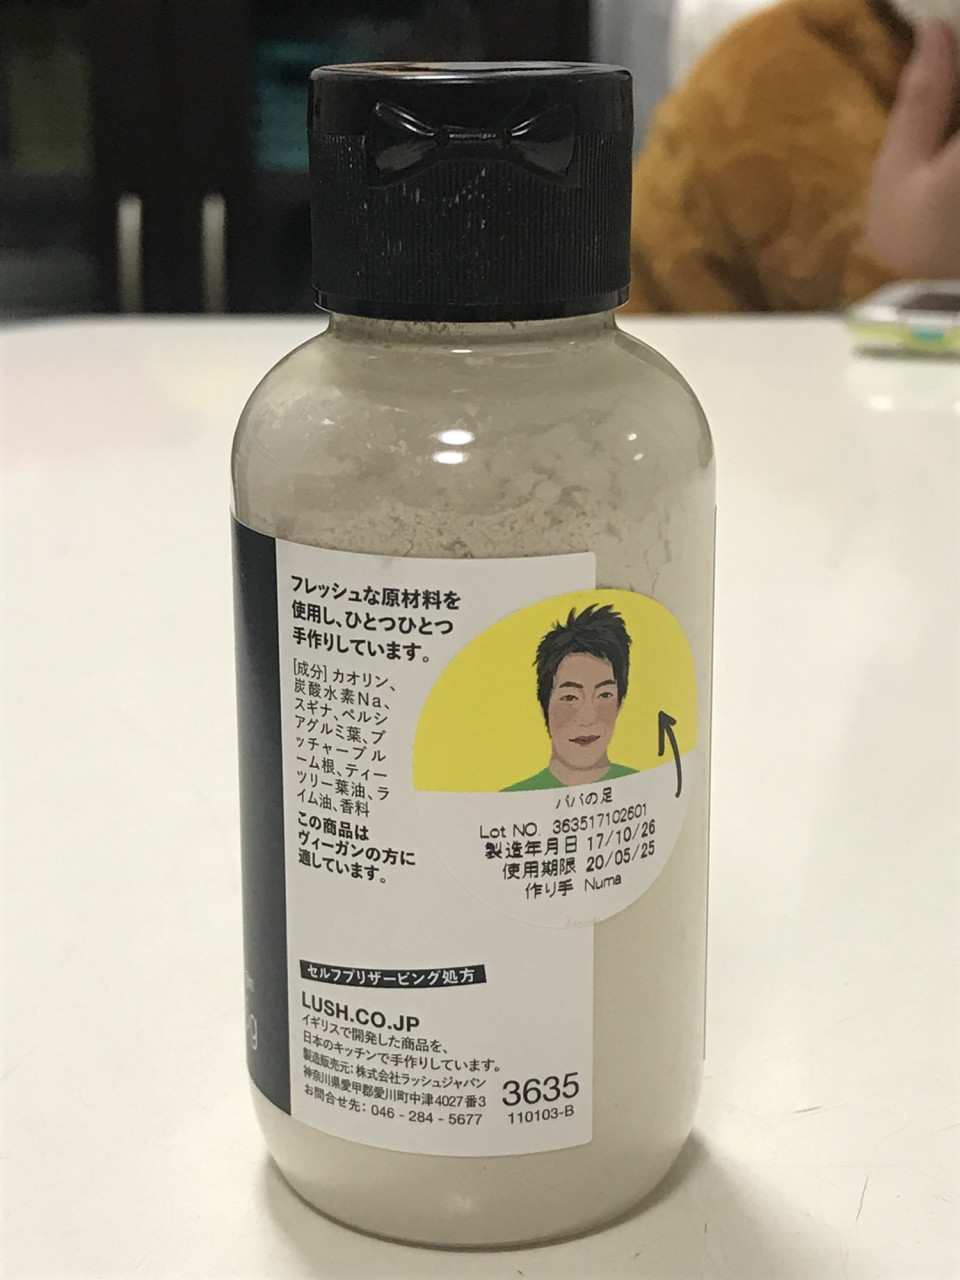 フレッシュな原材料を
使用し、ひとつひとつ
手作りしています。
[成分] カオリン、
炭酸水素Na、
スギナ、ペルシ
アグルミ葉、ブ
ッチャーブル
ーム根、ティー
ツリー葉油、ラ
イム油、香料
この商品は
ヴィーガンの方に
適しています。
パパの足
Lot NO. 363517102601
製造年月日 17/10/26
使用期限 20/05/25
作り手 Numa
セルフプリザービング処方
LUSH.CO.JP
イギリスで開発した商品を、
日本のキッチンで手作りしています。
製造販売元：株式会社ラッシュジャパン
神奈川県愛甲郡愛川町中津4027番3
お問合せ先： 046 - 284 - 5677
3635
110103-B